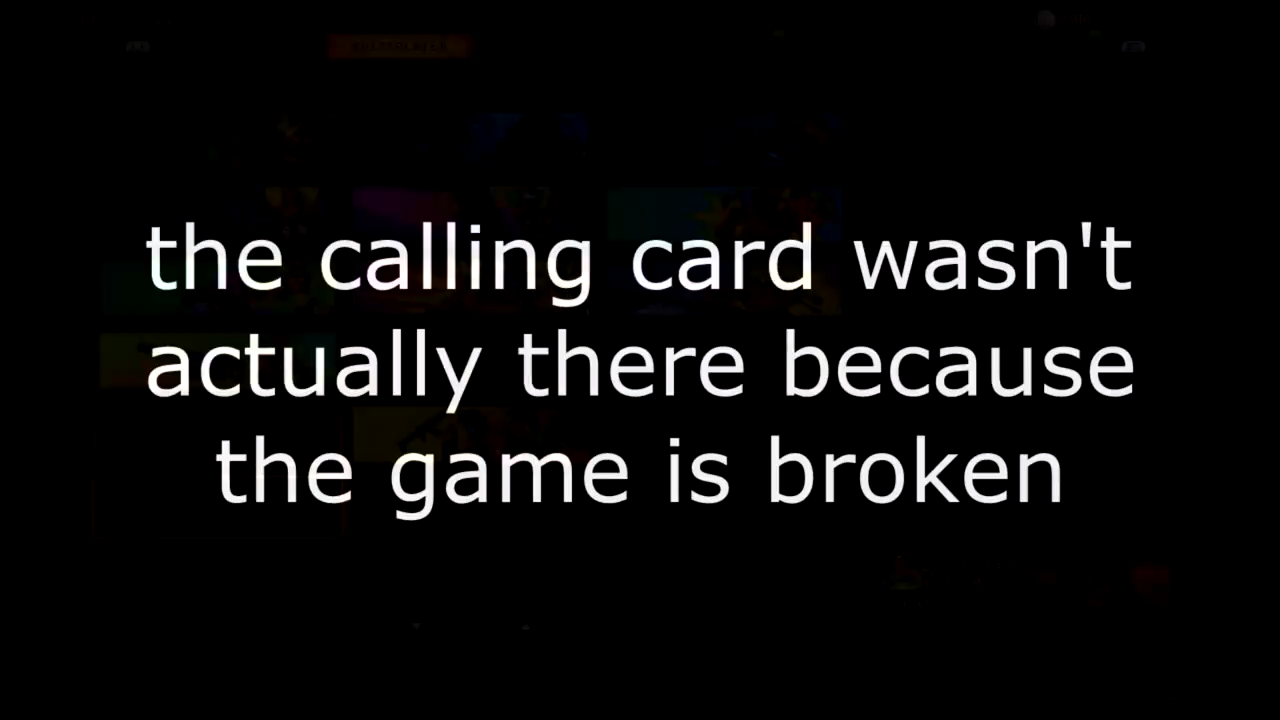 the calling card wasn't
actually there because
the game is broken